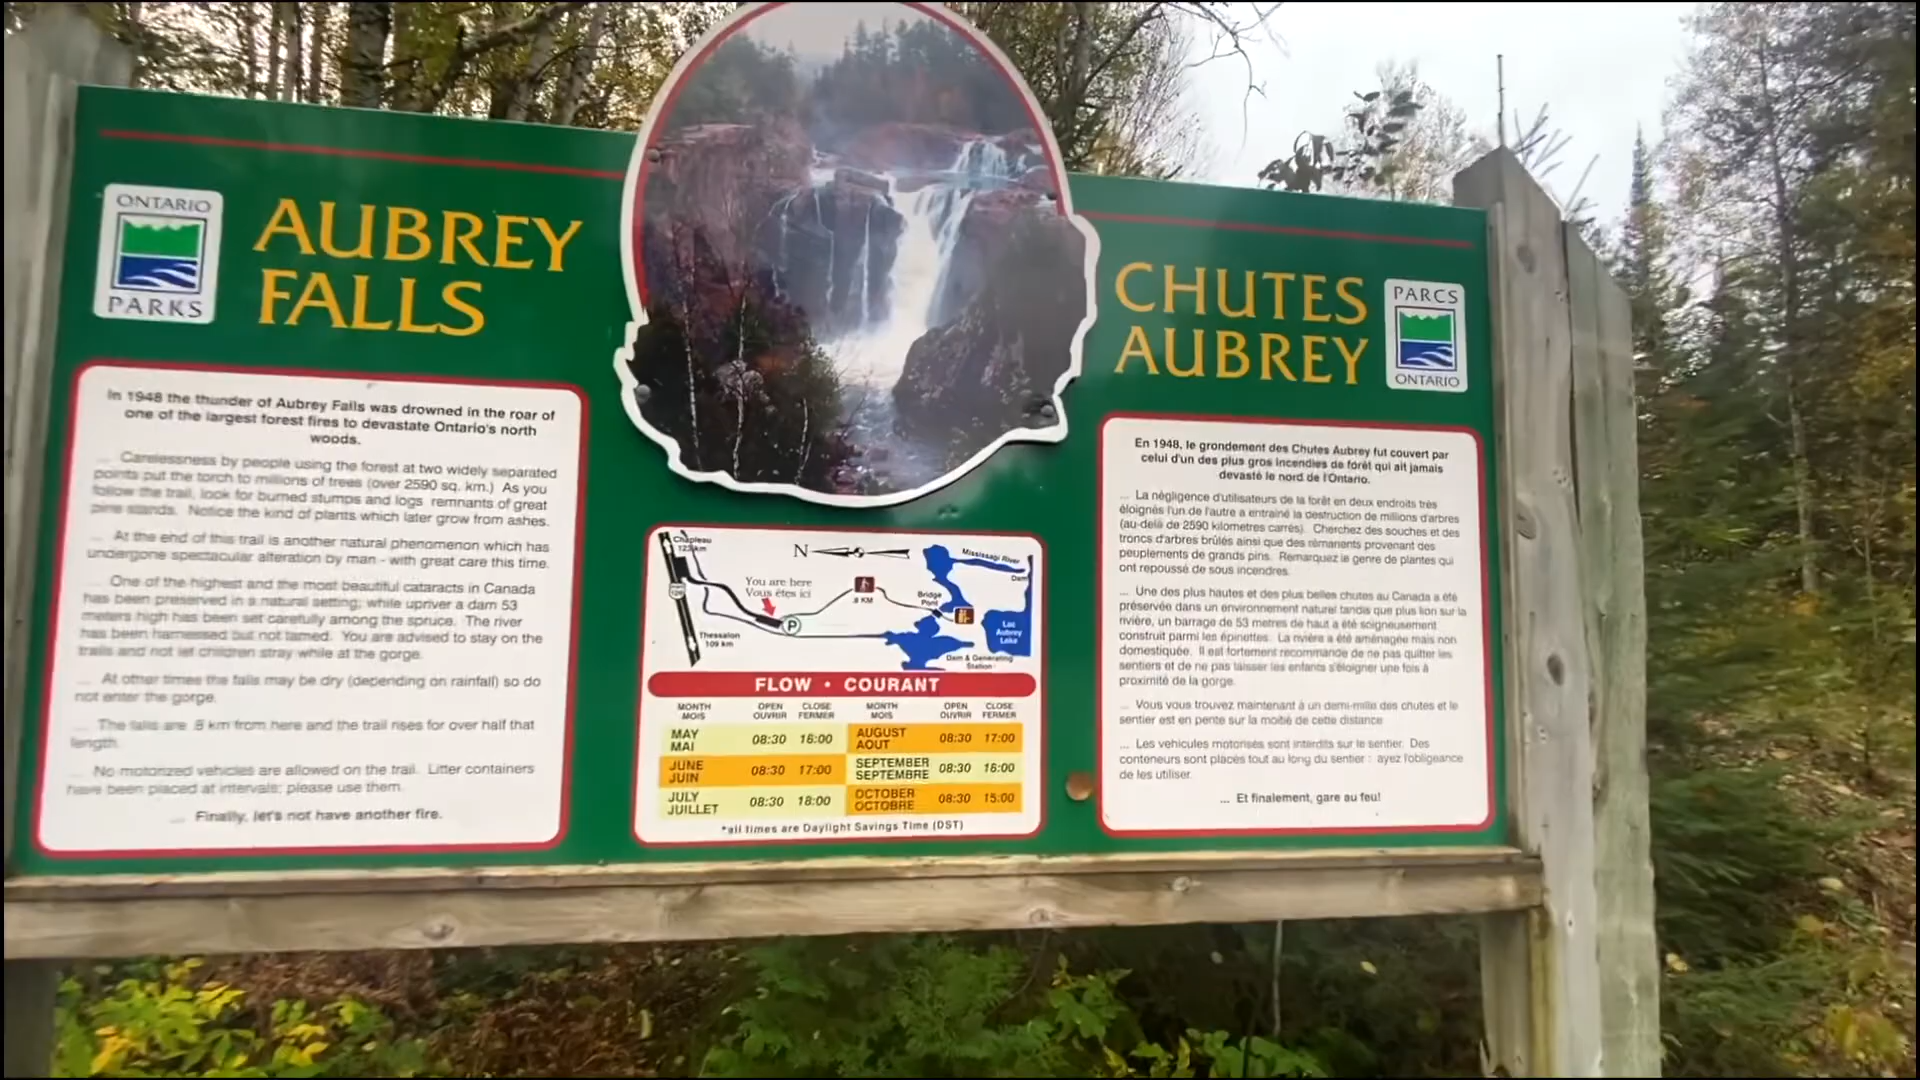 ONTARIO
PARKS
AUBREY
FALLS
In 1948 the thunder of Aubrey Falls was drowned in the roar of
one of the largest forest fires to devastate Ontario's north
woods.
... Carelessness by people using the forest at two widely separated
points put the torch to millions of trees (over 2590 sq. km.) As you
follow the trail, look for burned stumps and logs remnants of great
pine stands. Notice the kind of plants which later grow from ashes.
... At the end of this trail is another natural phenomenon which has
undergone spectacular alteration by man - with great care this time.
... One of the highest and the most beautiful cataracts in Canada
has been preserved in a natural setting; while upriver a dam 53
meters high has been set carefully among the spruce. The river
has been harnessed but not tamed. You are advised to stay on the
trails and not let children stray while at the gorge.
... At other times the falls may be dry (depending on rainfall) so do
not enter the gorge.
... The falls are .8 km from here and the trail rises for over half that
length.
... No motorized vehicles are allowed on the trail. Litter containers
have been placed at intervals; please use them.
... Finally, let's not have another fire.
Chapleau
N
Mississagi River
Dam
You are here
Vous êtes ici
129
.8 KM
Bridge
Pont
P
Lac
Aubrey
Lake
Thessalon
109 km
Dam & Generating
Station
FLOW • COURANT
MONTH OPEN CLOSE MONTH OPEN CLOSE
MOIS OUVRIR FERMER MOIS OUVRIR FERMER
MAY 08:30 16:00 AUGUST 08:30 17:00
MAI AOUT
JUNE 08:30 17:00 SEPTEMBER 08:30 16:00
JUIN SEPTEMBRE
JULY 08:30 18:00 OCTOBER 08:30 15:00
JUILLET OCTOBRE
*all times are Daylight Savings Time (DST)
CHUTES
AUBREY
PARCS
ONTARIO
En 1948, le grondement des Chutes Aubrey fut couvert par
celui d'un des plus gros incendies de forêt qui ait jamais
devasté le nord de l'Ontario.
... La négligence d'utilisateurs de la forêt en deux endroits très
éloignés l'un de l'autre a entrainé la destruction de millions d'arbres
(au-delà de 2590 kilometres carrés). Cherchez des souches et des
troncs d'arbres brûlés ainsi que des rémanents provenant des
peuplements de grands pins. Remarquez le genre de plantes qui
ont repoussé de sous incendres.
... Une des plus hautes et des plus belles chutes au Canada a été
préservée dans un environement naturel tandis que plus lion sur la
rivière, un barrage de 53 metres de haut a été soigneusement
construit parmi les épinettes. La rivière a été aménagée mais non
domestiquée. Il est fortement recommande de ne pas quitter les
sentiers et de ne pas laisser les enfants s'éloigner une fois à
proximité de la gorge.
... Vous vous trouvez maintenant à un demi-mille des chutes et le
sentier est en pente sur la moitié de cette distance.
... Les vehicules motorisés sont interdits sur le sentier. Des
conteneurs sont placés tout au long du sentier : ayez l'obligeance
de les utiliser.
... Et finalement, gare au feu!